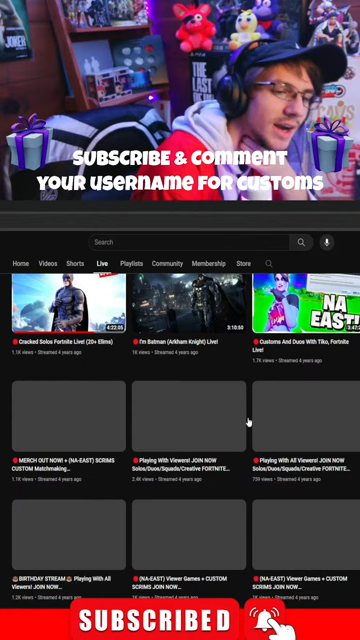 JOKER
PS4
THE
LAST
SUBSCRIBE & COMMENT
YOUR USERNAME FOR CUSTOMS
Search
Home Videos Shorts Live Playlists Community Membership Store
4:22:05
3:10:50
NA
EAST!
3:47:2
🔴Cracked Solos Fortnite Live! (20+ Elims)
1.1K views • Streamed 4 years ago
🔴I'm Batman (Arkham Knight) Live!
1K views • Streamed 4 years ago
🔴Customs And Duos With Tiko, Fortnite
Live!
1.7K views • Streamed 4 years ago
🔴MERCH OUT NOW! + (NA-EAST) SCRIMS
CUSTOM Matchmaking...
1.1K views • Streamed 4 years ago
🔴Playing With Viewers! JOIN NOW
Solos/Duos/Squads/Creative FORTNITE...
2.4K views • Streamed 4 years ago
🔴Playing With All Viewers! JOIN NOW
Solos/Duos/Squads/Creative FORTNITE...
759 views • Streamed 4 years ago
💩BIRTHDAY STREAM💩 Playing With All
Viewers! JOIN NOW...
1.2K views • Streamed 4 years ago
🔴(NA-EAST) Viewer Games + CUSTOM
SCRIMS JOIN NOW...
🔴(NA-EAST) Viewer Games + CUSTOM
SCRIMS JOIN NOW...
SUBSCRIBED